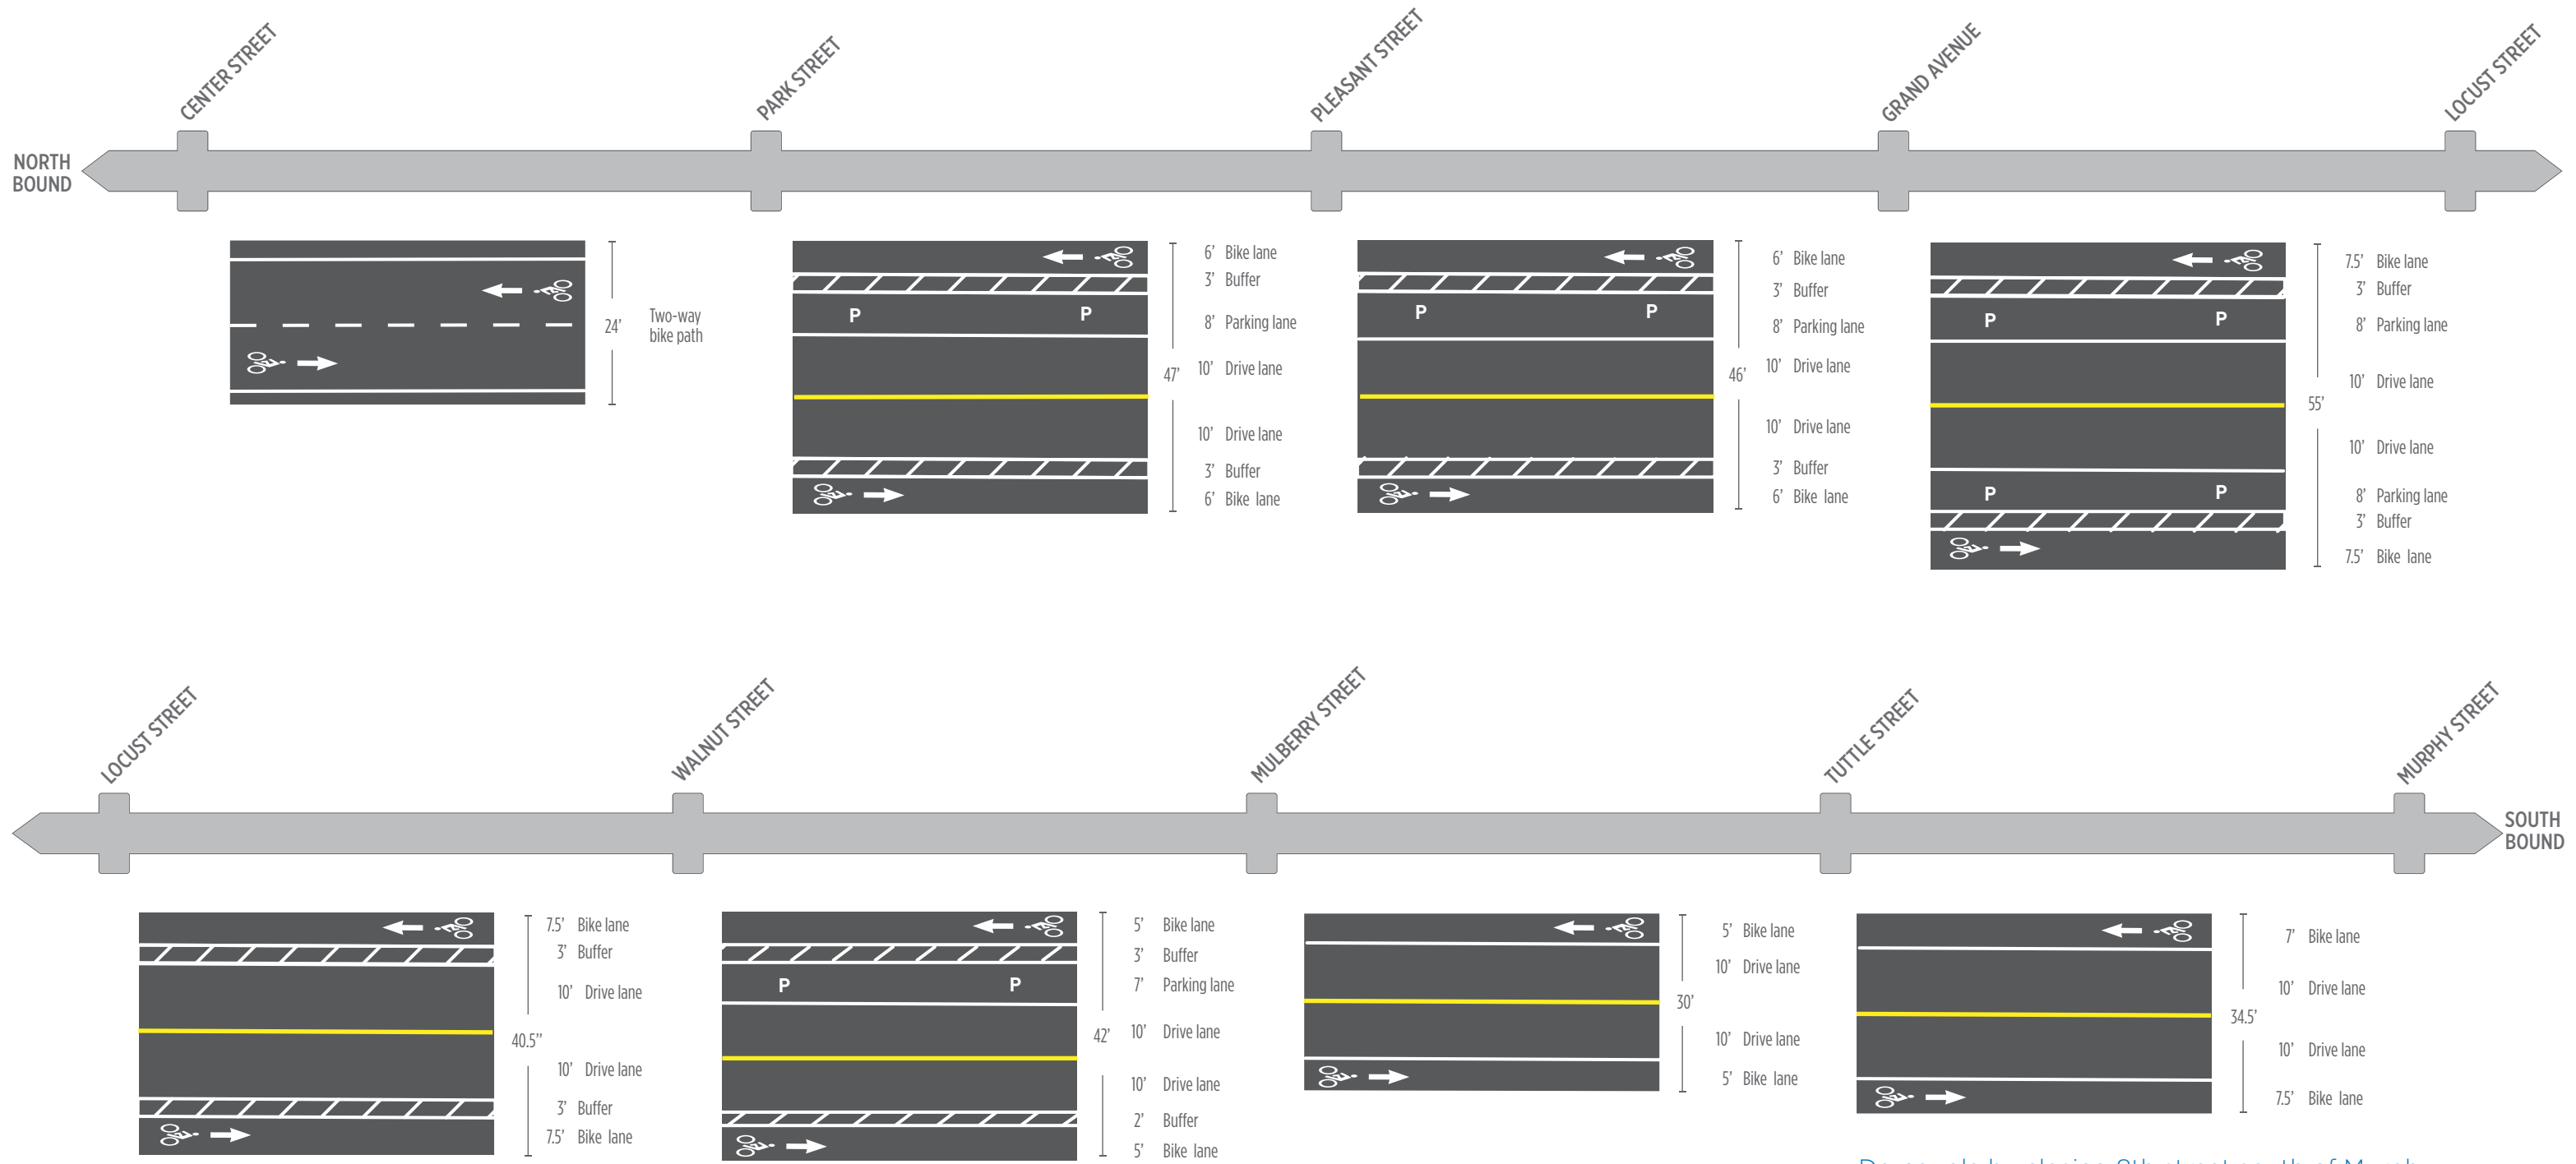 CENTER STREET
PARK STREET
PLEASANT STREET
GRAND AVENUE
LOCUST STREET
NORTH
BOUND
24’
Two-way
bike path
6’ Bike lane
3’ Buffer
P P
8’ Parking lane
47’
10’ Drive lane
10’ Drive lane
3’ Buffer
6’ Bike lane
6’ Bike lane
3’ Buffer
P P
8’ Parking lane
46’
10’ Drive lane
10’ Drive lane
3’ Buffer
6’ Bike lane
7.5’ Bike lane
3’ Buffer
P P
8’ Parking lane
10’ Drive lane
55’
10’ Drive lane
P P
8’ Parking lane
3’ Buffer
7.5’ Bike lane
LOCUST STREET
WALNUT STREET
MULBERRY STREET
TUTTLE STREET
MURPHY STREET
SOUTH
BOUND
7.5’ Bike lane
3’ Buffer
10’ Drive lane
40.5’’
10’ Drive lane
3’ Buffer
7.5’ Bike lane
5’ Bike lane
3’ Buffer
P P
7’ Parking lane
10’ Drive lane
42’
10’ Drive lane
2’ Buffer
5’ Bike lane
5’ Bike lane
10’ Drive lane
30’
10’ Drive lane
5’ Bike lane
7’ Bike lane
10’ Drive lane
34.5’
10’ Drive lane
7.5’ Bike lane